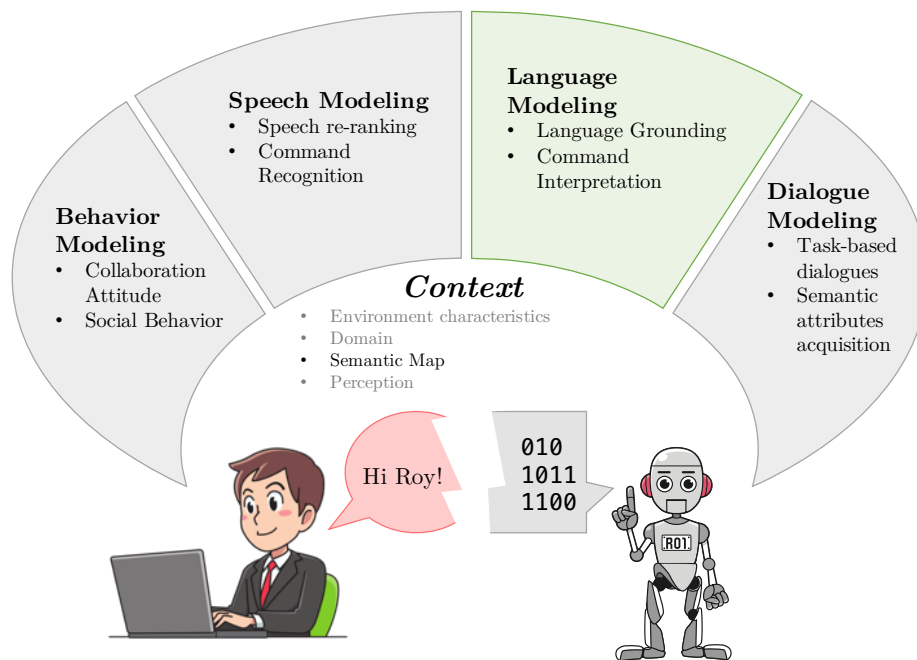 Behavior
Modeling
• Collaboration
Attitude
• Social Behavior
Speech Modeling
• Speech re-ranking
• Command
Recognition
Language
Modeling
• Language Grounding
• Command
Interpretation
Dialogue
Modeling
• Task-based
dialogues
• Semantic
attributes
acquisition
Context
• Environment characteristics
• Domain
• Semantic Map
• Perception
Hi Roy!
010
1011
1100
R01